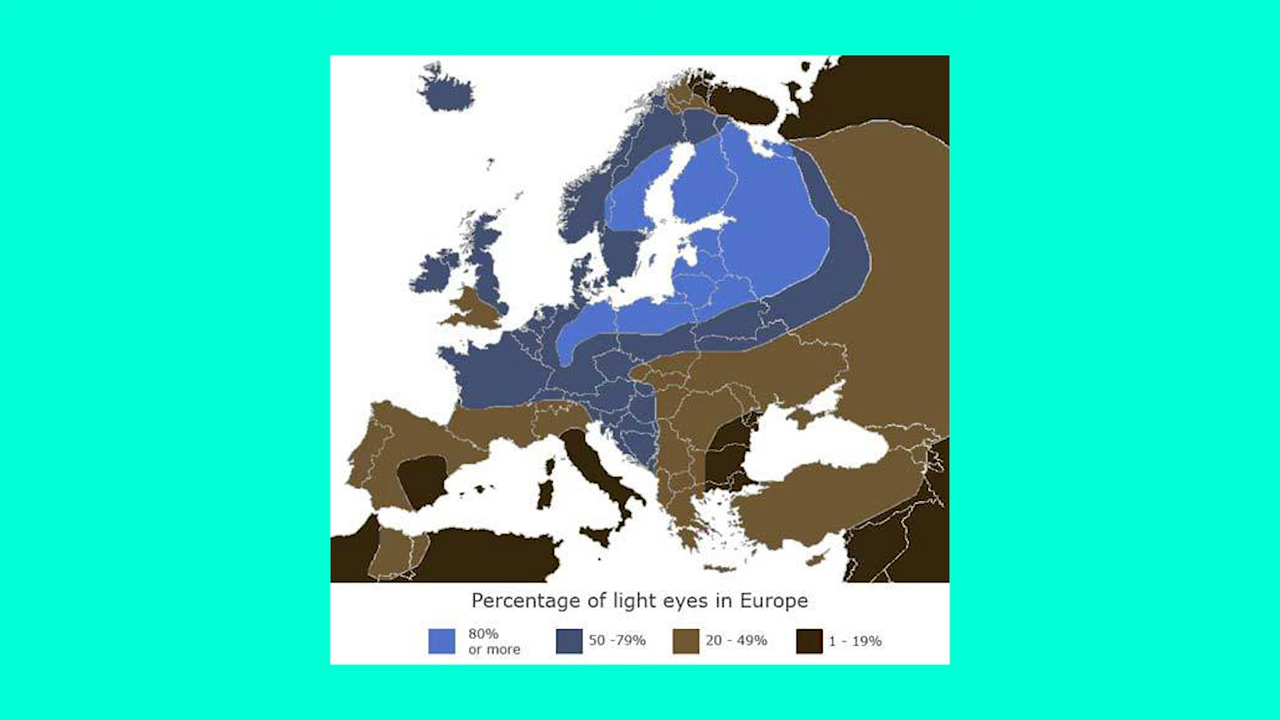 Percentage of light eyes in Europe
80%
or more
50 -79%
20 - 49%
1 - 19%